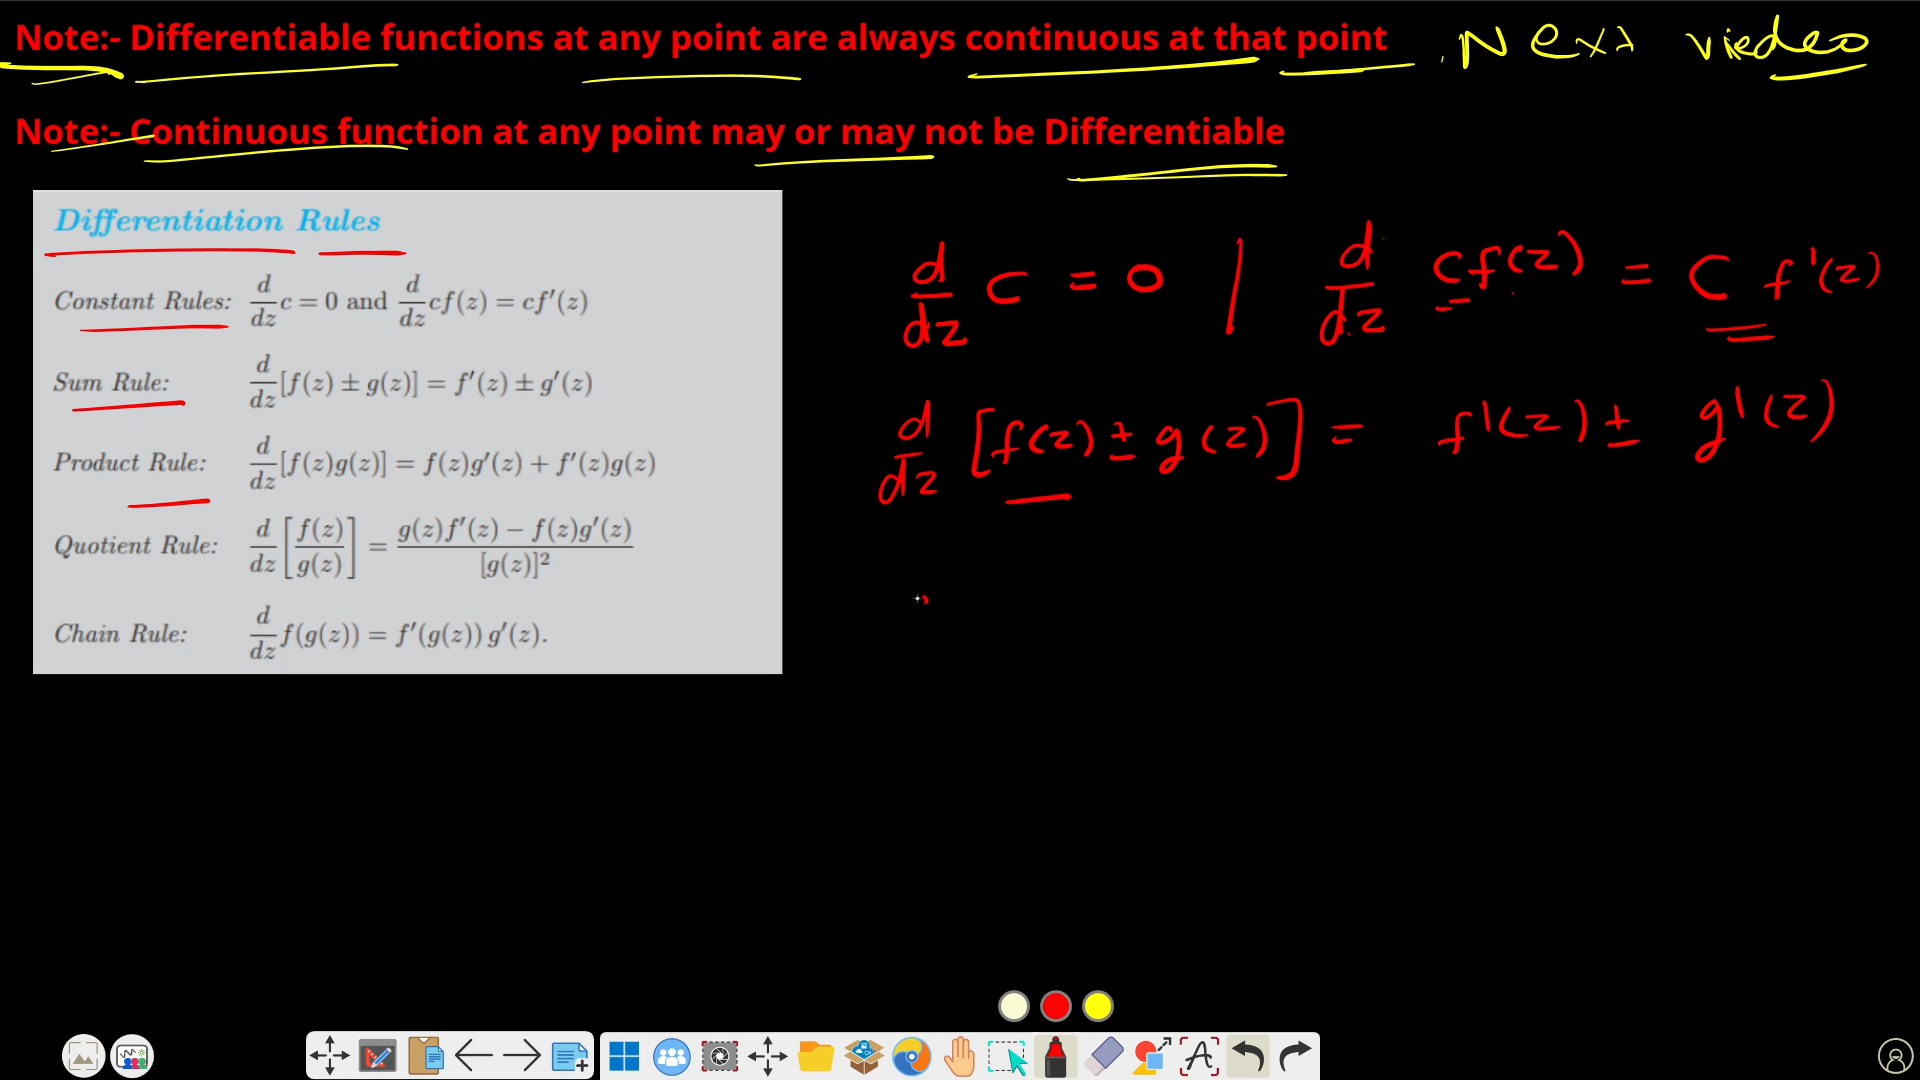 Note:- Differentiable functions at any point are always continuous at that point . Next viedeo
Note:- Continuous function at any point may or may not be Differentiable
Differentiation Rules
Constant Rules: d/dz c = 0 and d/dz cf(z) = cf′(z)
Sum Rule: d/dz [f(z) ± g(z)] = f′(z) ± g′(z)
Product Rule: d/dz [f(z)g(z)] = f(z)g′(z) + f′(z)g(z)
Quotient Rule: d/dz [f(z)/g(z)] = g(z)f′(z) − f(z)g′(z) / [g(z)]²
Chain Rule: d/dz f(g(z)) = f′(g(z)) g′(z).
d/dz c = 0 | d/dz cf(z) = c f'(z)
d/dz [f(z) ± g(z)] = f'(z) ± g'(z)